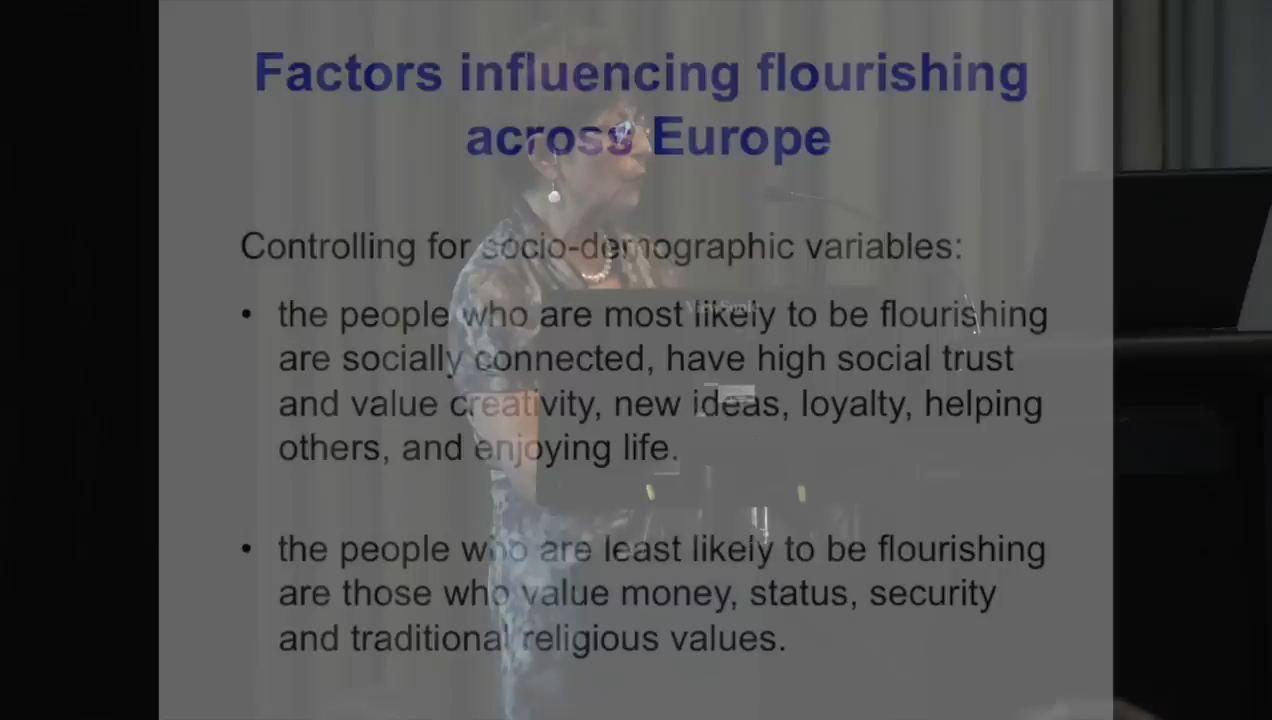 Factors influencing flourishing
across Europe
Controlling for socio-demographic variables:
• the people who are most likely to be flourishing
are socially connected, have high social trust
and value creativity, new ideas, loyalty, helping
others, and enjoying life.
ViewSonic
• the people who are least likely to be flourishing
are those who value money, status, security
and traditional religious values.